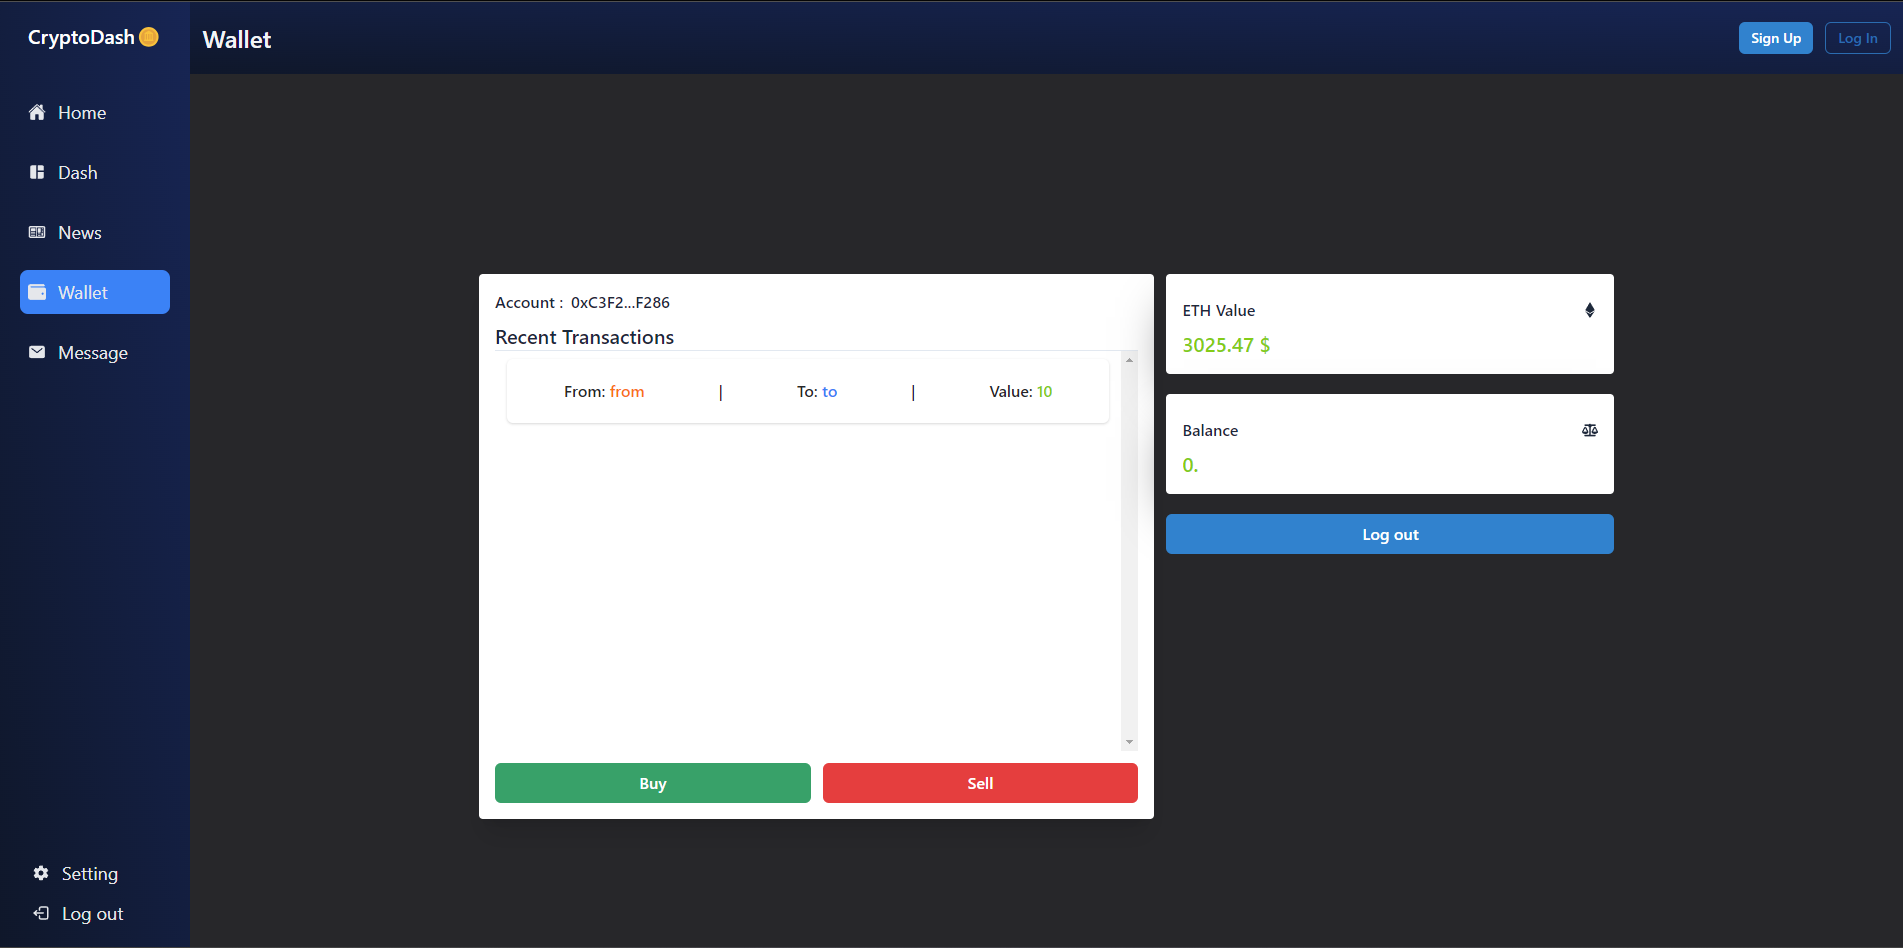 CryptoDash
Wallet
Sign Up
Log In
Home
Dash
News
Wallet
Message
Account : 0xC3F2...F286
Recent Transactions
From: from | To: to | Value: 10
Buy
Sell
ETH Value
3025.47 $
Balance
0.
Log out
Setting
Log out